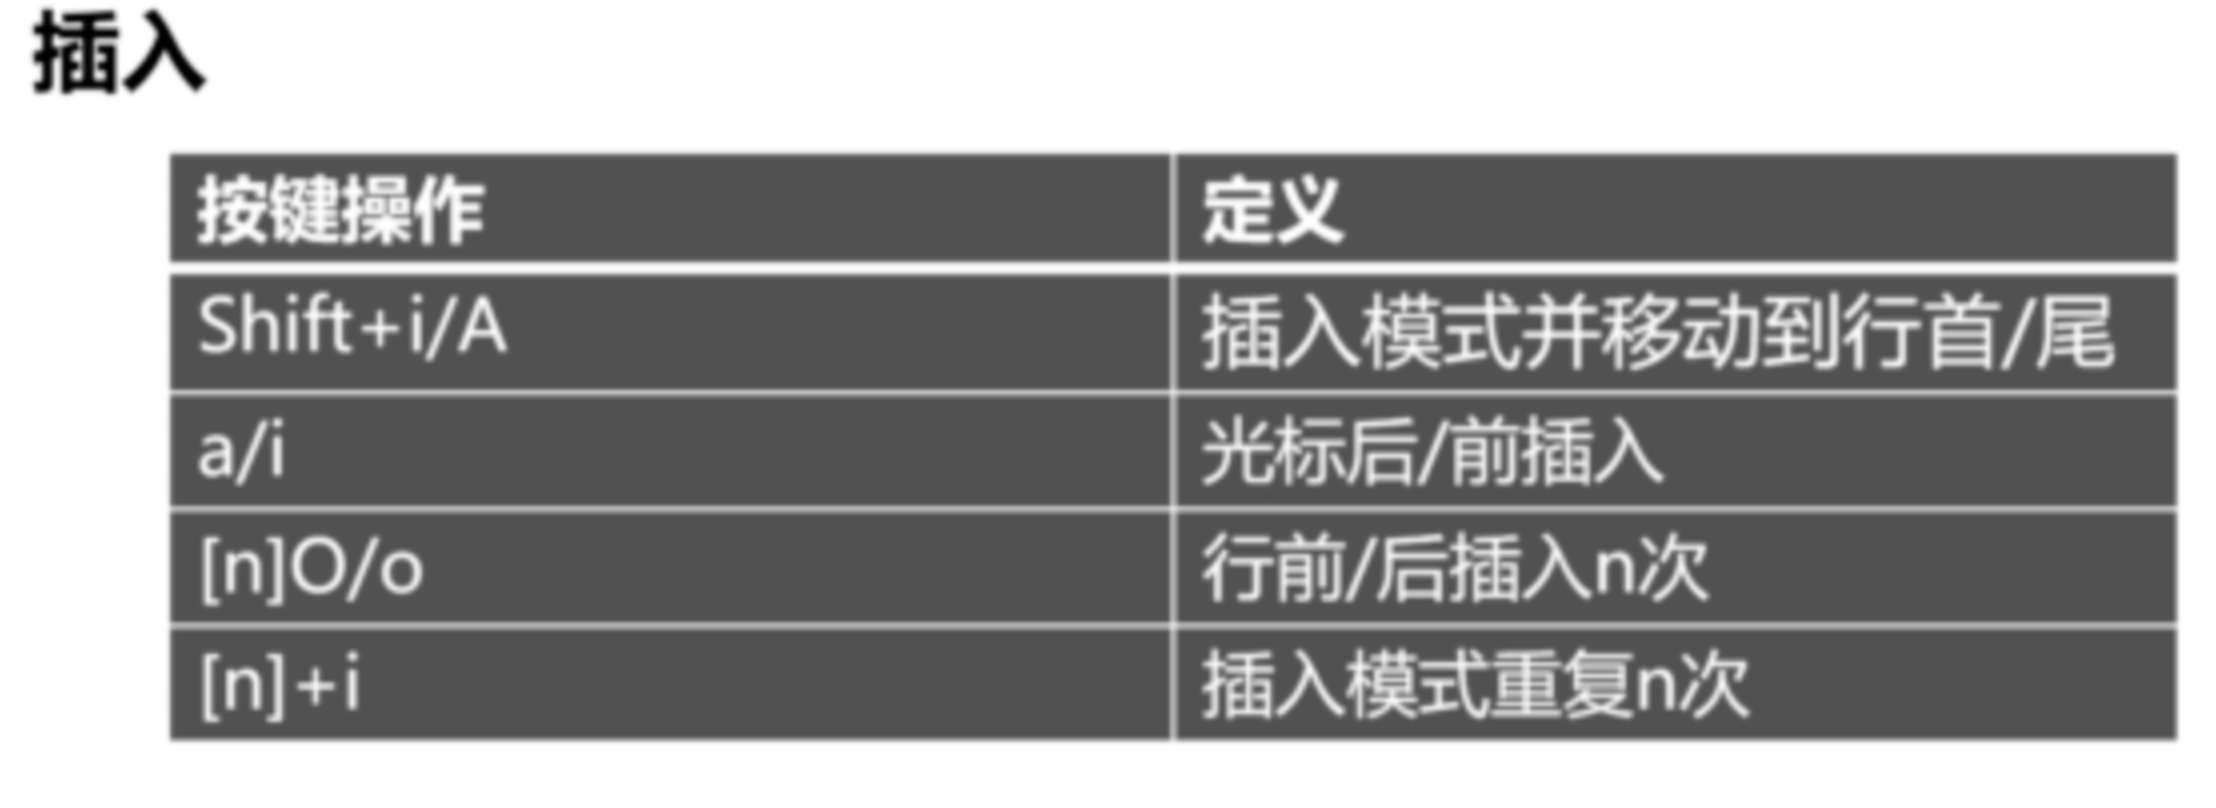 插入
按键操作 定义
Shift+i/A 插入模式并移动到行首/尾
a/i 光标后/前插入
[n]O/o 行前/后插入n次
[n]+i 插入模式重复n次